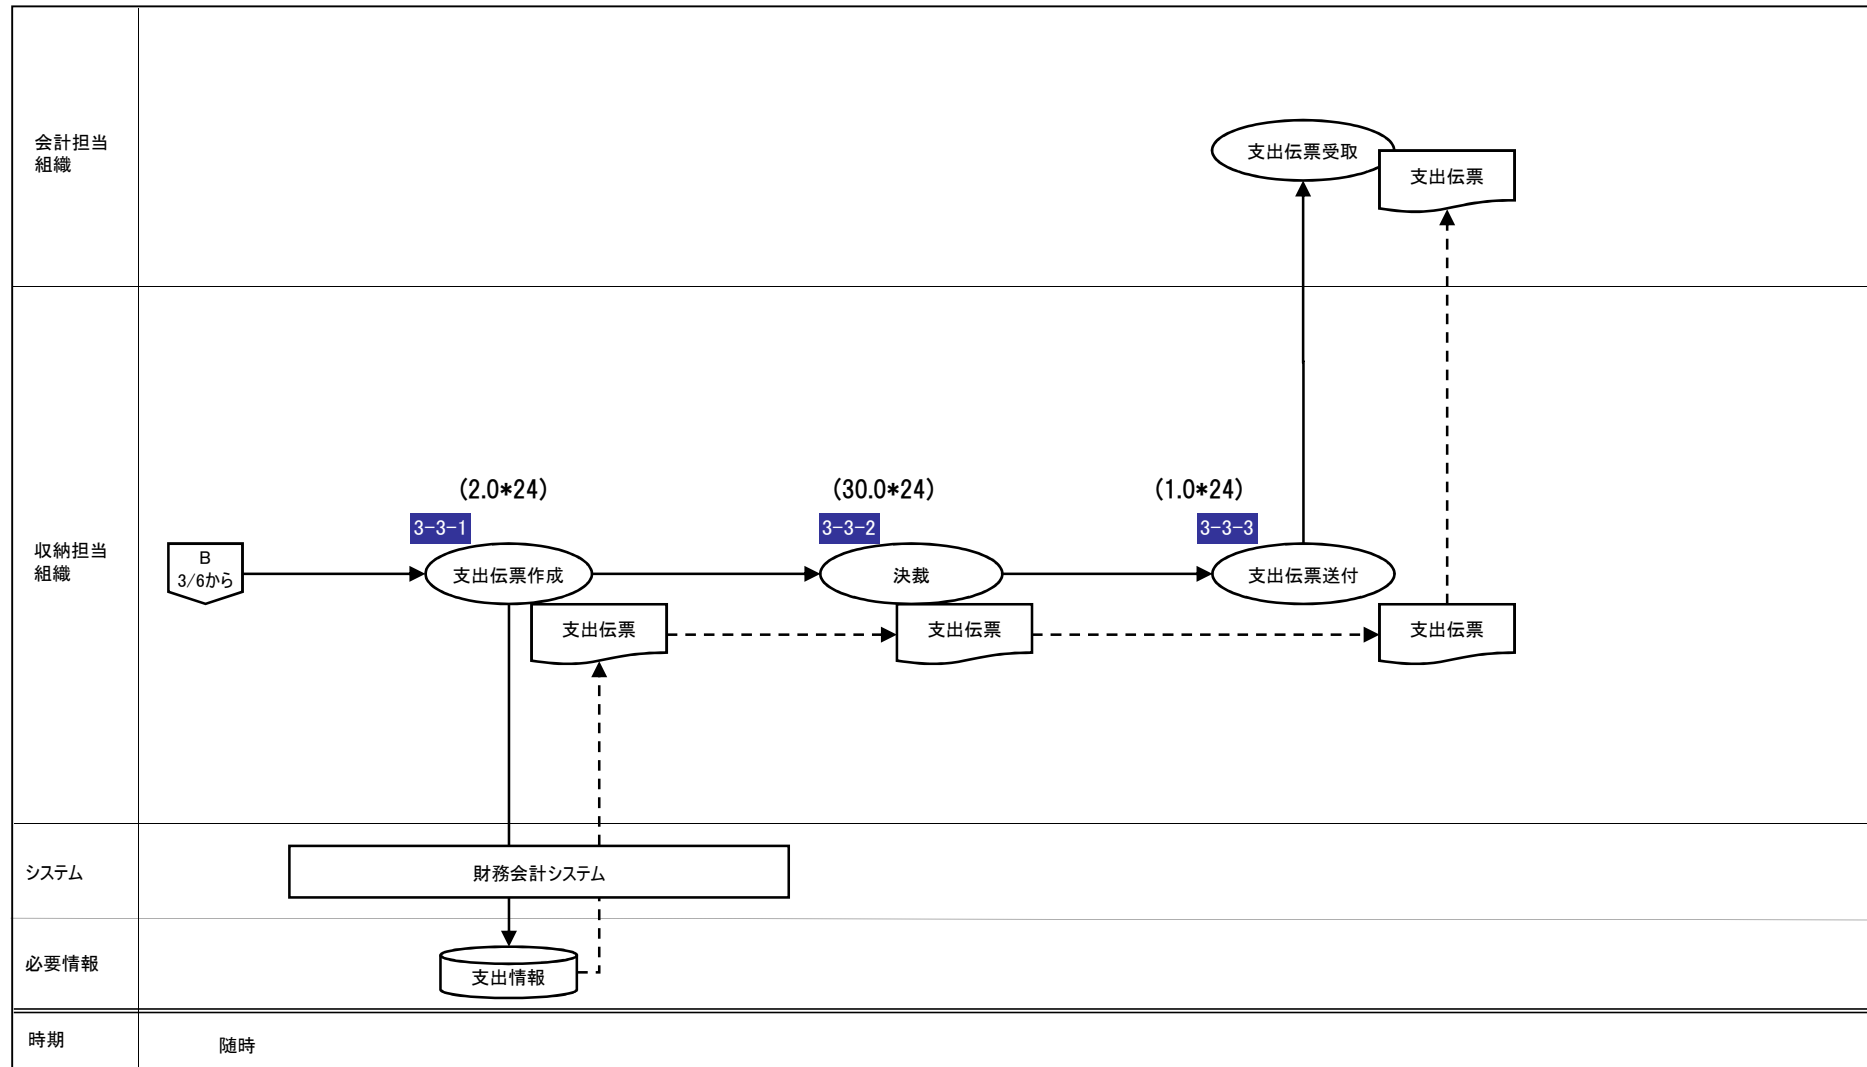 会計担当
組織
支出伝票受取
支出伝票
収納担当
組織
(2.0*24)
(30.0*24)
(1.0*24)
3-3-1
3-3-2
3-3-3
B
3/6から
支出伝票作成
決裁
支出伝票送付
支出伝票
支出伝票
支出伝票
システム
財務会計システム
必要情報
支出情報
時期
随時